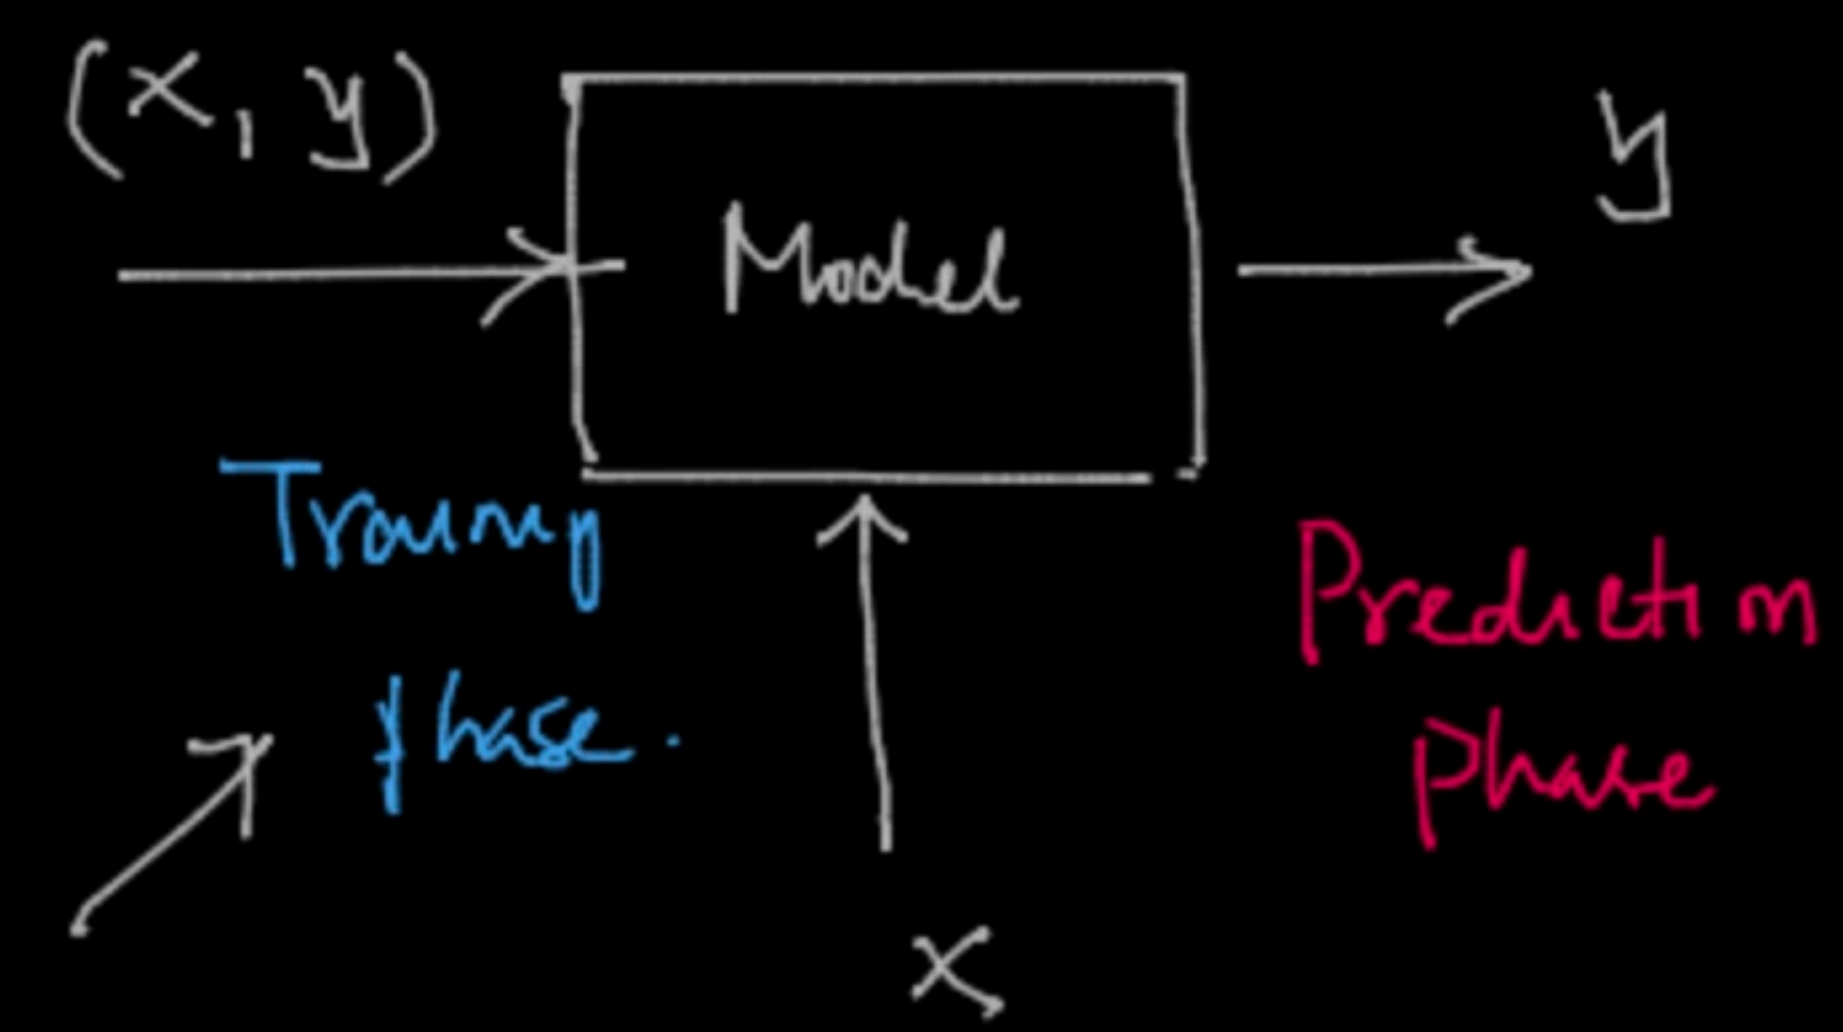 (x, y)
Model
y
Training
phase.
Prediction
phase
x